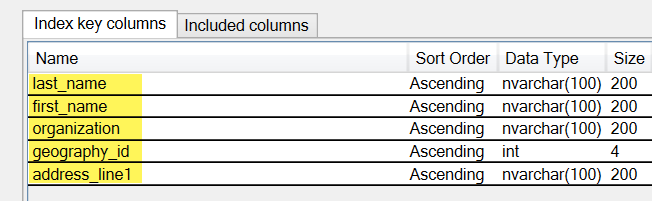 Index key columns Included columns
Name Sort Order Data Type Size
last_name Ascending nvarchar(100) 200
first_name Ascending nvarchar(100) 200
organization Ascending nvarchar(100) 200
geography_id Ascending int 4
address_line1 Ascending nvarchar(100) 200